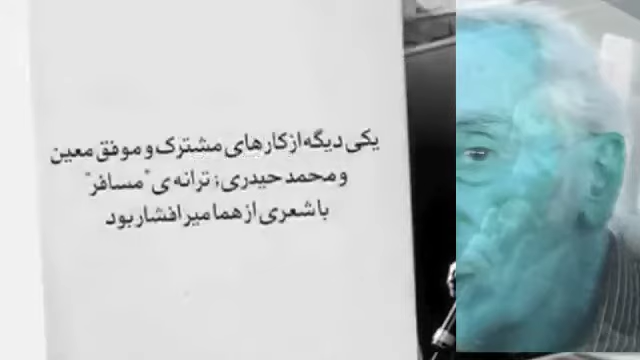 یکی دیگه از کارهای مشترک و موفق معین
و محمد حیدری; ترانه ی "مسافر"
با شعری از هما میرافشار بود